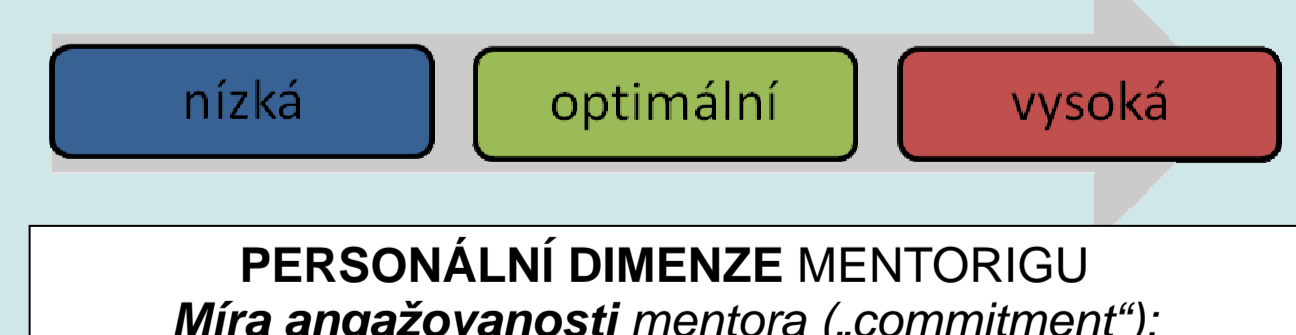 nízká optimální vysoká
PERSONÁLNÍ DIMENZE MENTORIGU
Míra angažovanosti mentora („commitment“):